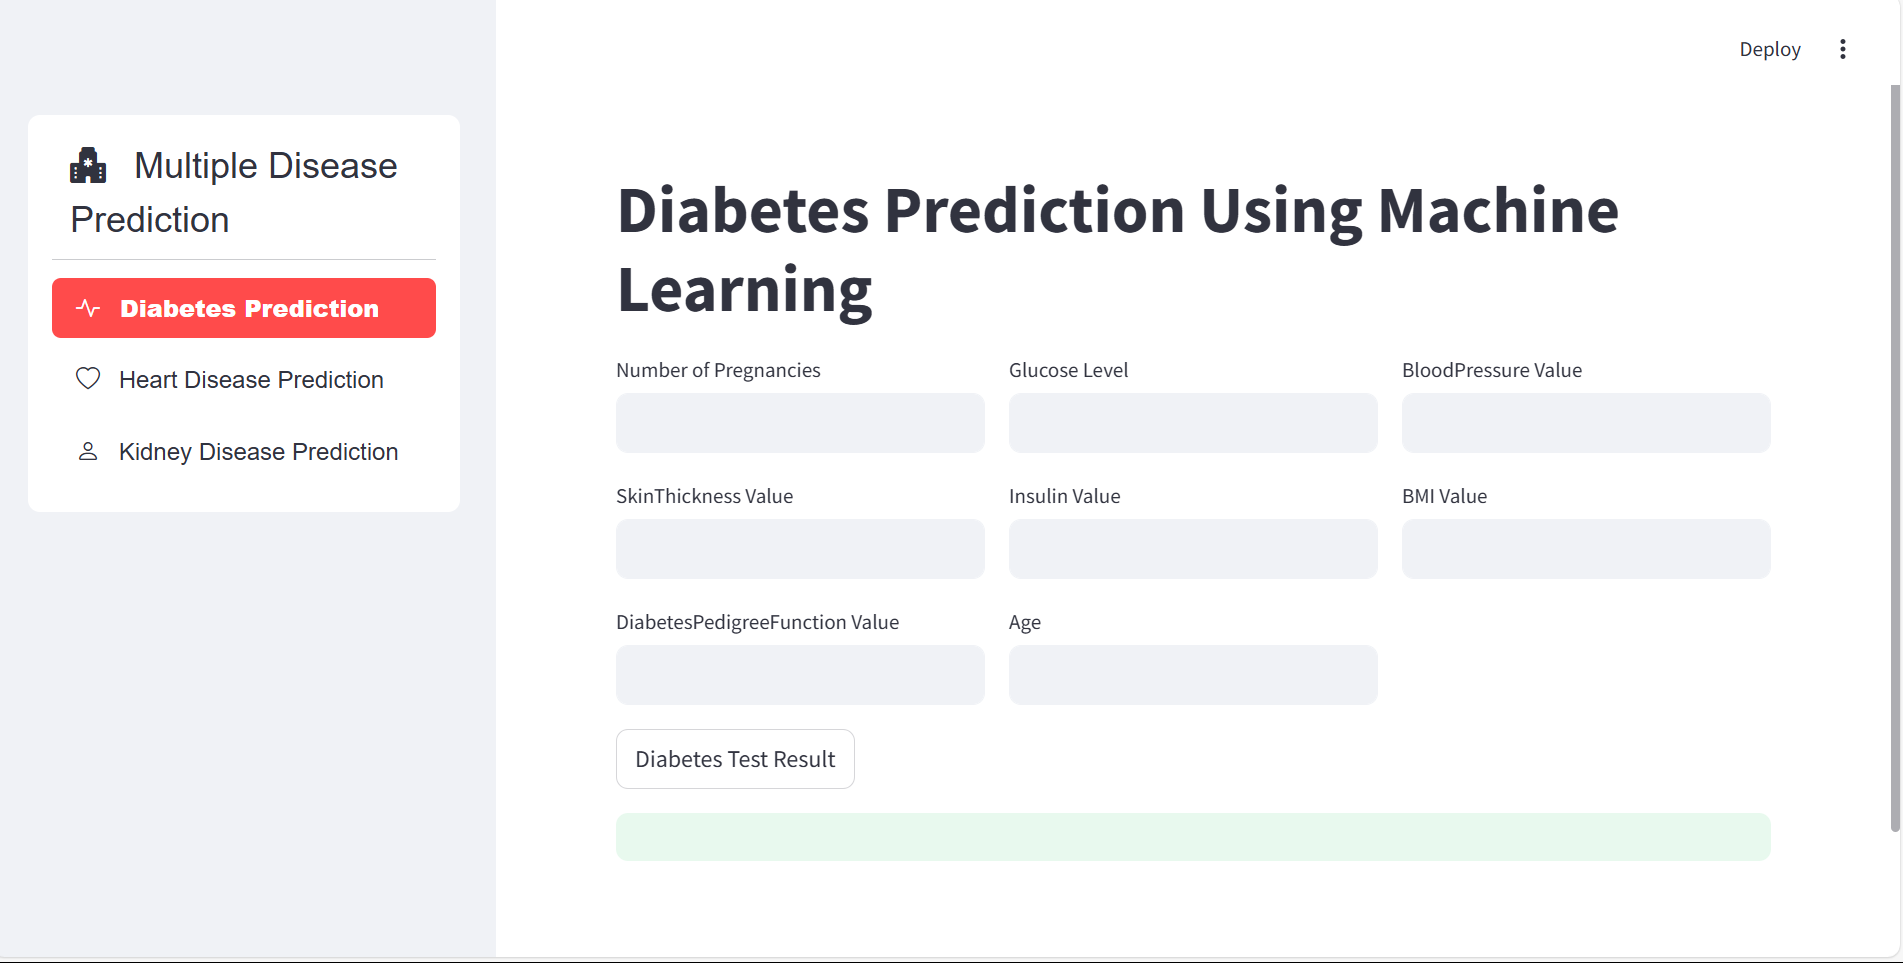 Deploy
Multiple Disease
Prediction
Diabetes Prediction
Heart Disease Prediction
Kidney Disease Prediction
Diabetes Prediction Using Machine
Learning
Number of Pregnancies
Glucose Level
BloodPressure Value
SkinThickness Value
Insulin Value
BMI Value
DiabetesPedigreeFunction Value
Age
Diabetes Test Result